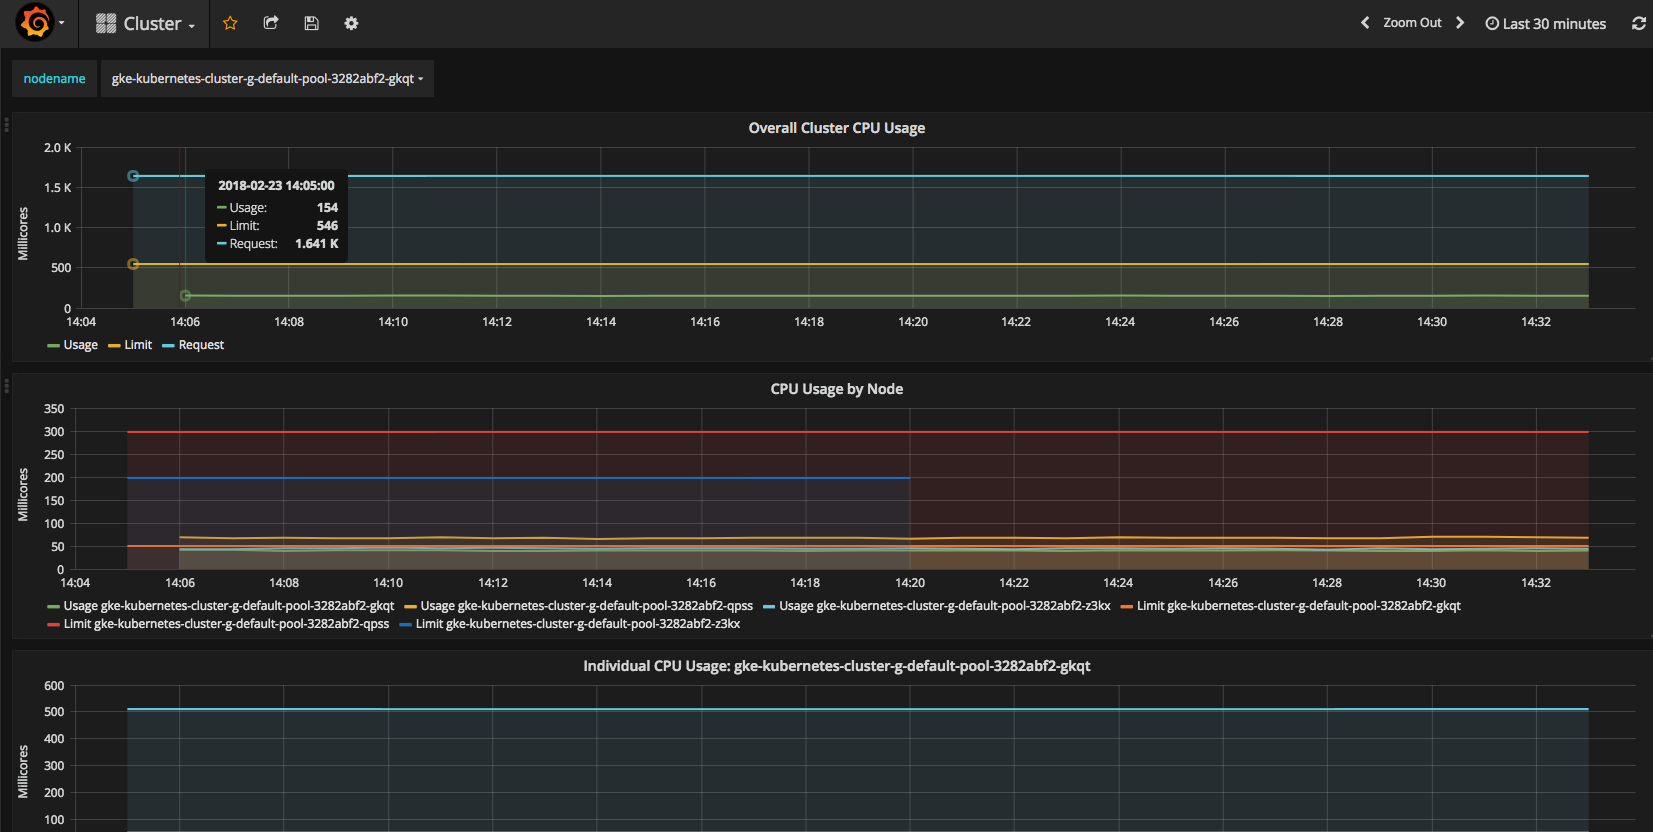 Cluster Zoom Out Last 30 minutes
nodename gke-kubernetes-cluster-g-default-pool-3282abf2-gkqt
Overall Cluster CPU Usage
2.0 K
1.5 K
1.0 K
500
0
Millicores
2018-02-23 14:05:00
Usage: 154
Limit: 546
Request: 1.641 K
14:04 14:06 14:08 14:10 14:12 14:14 14:16 14:18 14:20 14:22 14:24 14:26 14:28 14:30 14:32
Usage Limit Request
CPU Usage by Node
350
300
250
200
150
100
50
0
Millicores
14:04 14:06 14:08 14:10 14:12 14:14 14:16 14:18 14:20 14:22 14:24 14:26 14:28 14:30 14:32
Usage gke-kubernetes-cluster-g-default-pool-3282abf2-gkqt Usage gke-kubernetes-cluster-g-default-pool-3282abf2-qpss Usage gke-kubernetes-cluster-g-default-pool-3282abf2-z3kx Limit gke-kubernetes-cluster-g-default-pool-3282abf2-gkqt
Limit gke-kubernetes-cluster-g-default-pool-3282abf2-qpss Limit gke-kubernetes-cluster-g-default-pool-3282abf2-z3kx
Individual CPU Usage: gke-kubernetes-cluster-g-default-pool-3282abf2-gkqt
600
500
400
300
200
100
Millicores